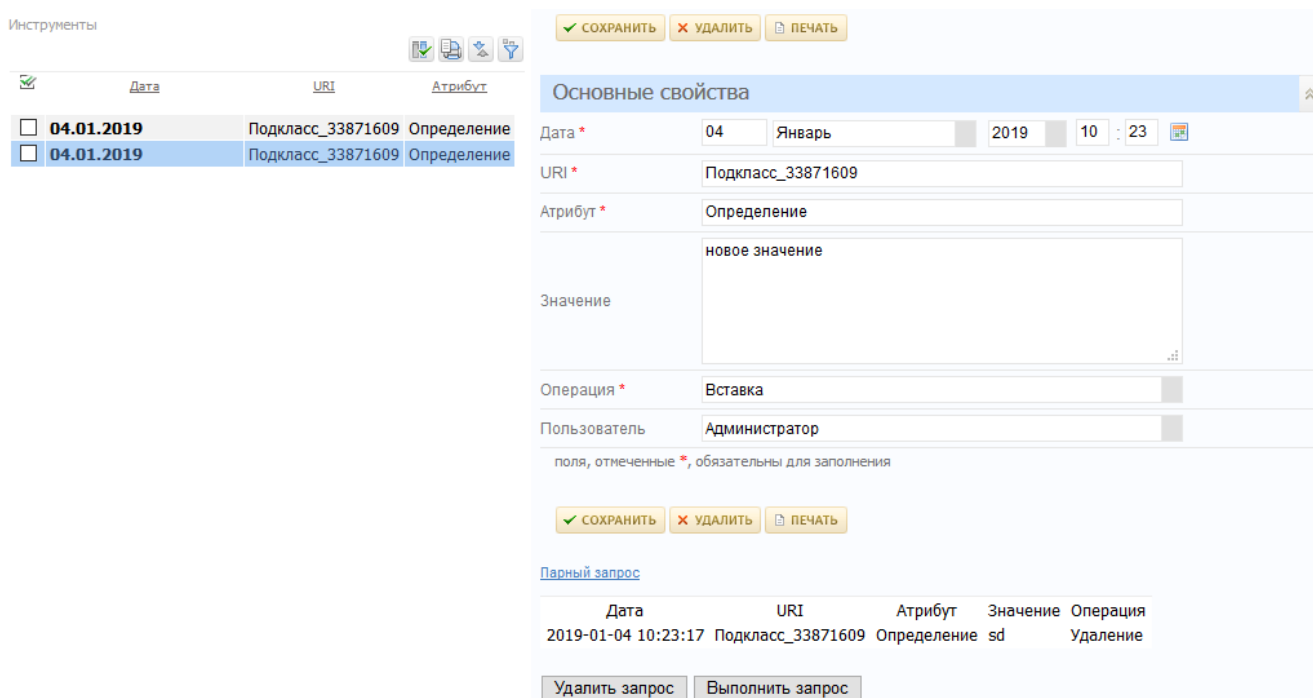 Инструменты
Дата URI Атрибут
04.01.2019 Подкласс_33871609 Определение
04.01.2019 Подкласс_33871609 Определение
СОХРАНИТЬ УДАЛИТЬ ПЕЧАТЬ
Основные свойства
Дата * 04 Январь 2019 10 : 23
URI * Подкласс_33871609
Атрибут * Определение
новое значение
Значение
Операция * Вставка
Пользователь Администратор
поля, отмеченные *, обязательны для заполнения
СОХРАНИТЬ УДАЛИТЬ ПЕЧАТЬ
Парный запрос
Дата URI Атрибут Значение Операция
2019-01-04 10:23:17 Подкласс_33871609 Определение sd Удаление
Удалить запрос Выполнить запрос